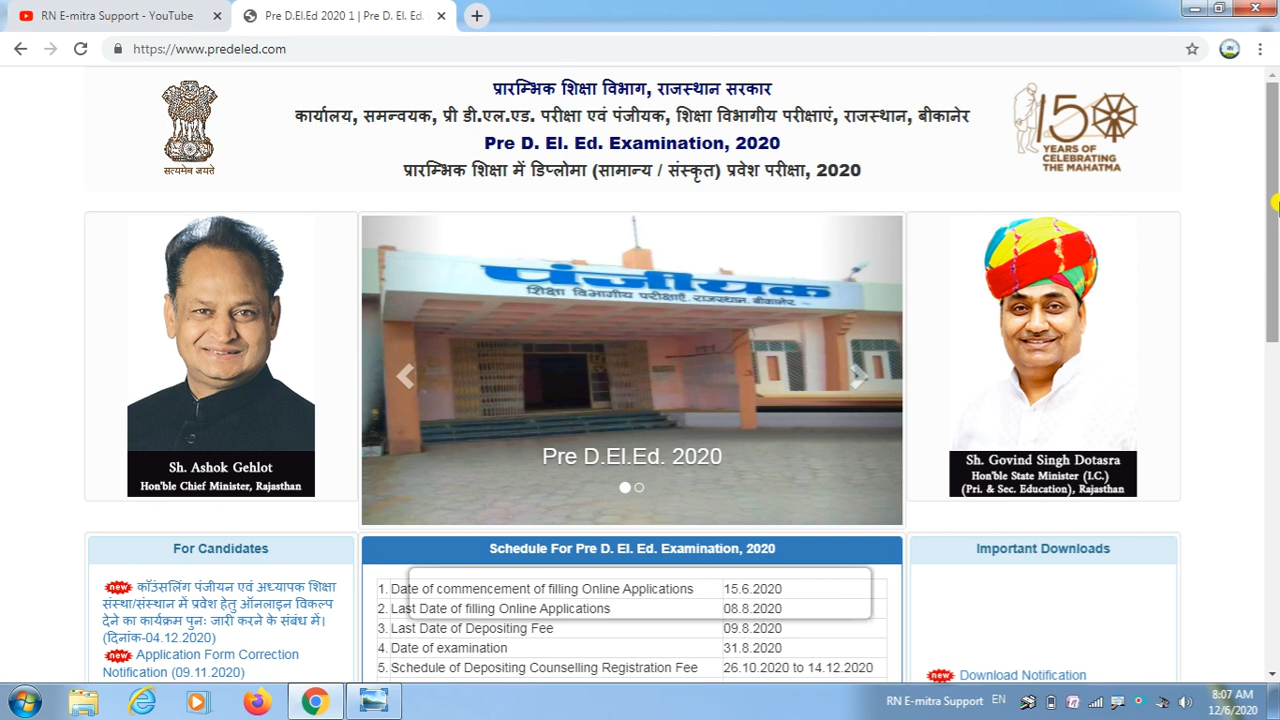 RN E-mitra Support - YouTube
Pre D.El.Ed 2020 1 | Pre D. El. Ed.
https://www.predeled.com
प्रारम्भिक शिक्षा विभाग, राजस्थान सरकार
कार्यालय, समन्वयक, प्री डी.एल.एड. परीक्षा एवं पंजीयक, शिक्षा विभागीय परीक्षाएं, राजस्थान, बीकानेर
Pre D. El. Ed. Examination, 2020
प्रारम्भिक शिक्षा में डिप्लोमा (सामान्य / संस्कृत) प्रवेश परीक्षा, 2020
सत्यमेव जयते
150
YEARS OF
CELEBRATING
THE MAHATMA
पंजीयक
शिक्षा विभागीय परीक्षाएँ, राजस्थान, बीकानेर
Pre D.El.Ed. 2020
Sh. Ashok Gehlot
Hon'ble Chief Minister, Rajasthan
Sh. Govind Singh Dotasra
Hon'ble State Minister (I.C.)
(Pri. & Sec. Education), Rajasthan
For Candidates
new कॉउंसलिंग पंजीयन एवं अध्यापक शिक्षा
संस्था/संस्थान में प्रवेश हेतु ऑनलाइन विकल्प
देने का कार्यक्रम पुनः जारी करने के संबंध में।
(दिनांक-04.12.2020)
new Application Form Correction
Notification (09.11.2020)
Schedule For Pre D. El. Ed. Examination, 2020
1. Date of commencement of filling Online Applications 15.6.2020
2. Last Date of filling Online Applications 08.8.2020
3. Last Date of Depositing Fee 09.8.2020
4. Date of examination 31.8.2020
5. Schedule of Depositing Counselling Registration Fee 26.10.2020 to 14.12.2020
Important Downloads
new Download Notification
RN E-mitra Support EN
8:07 AM
12/6/2020